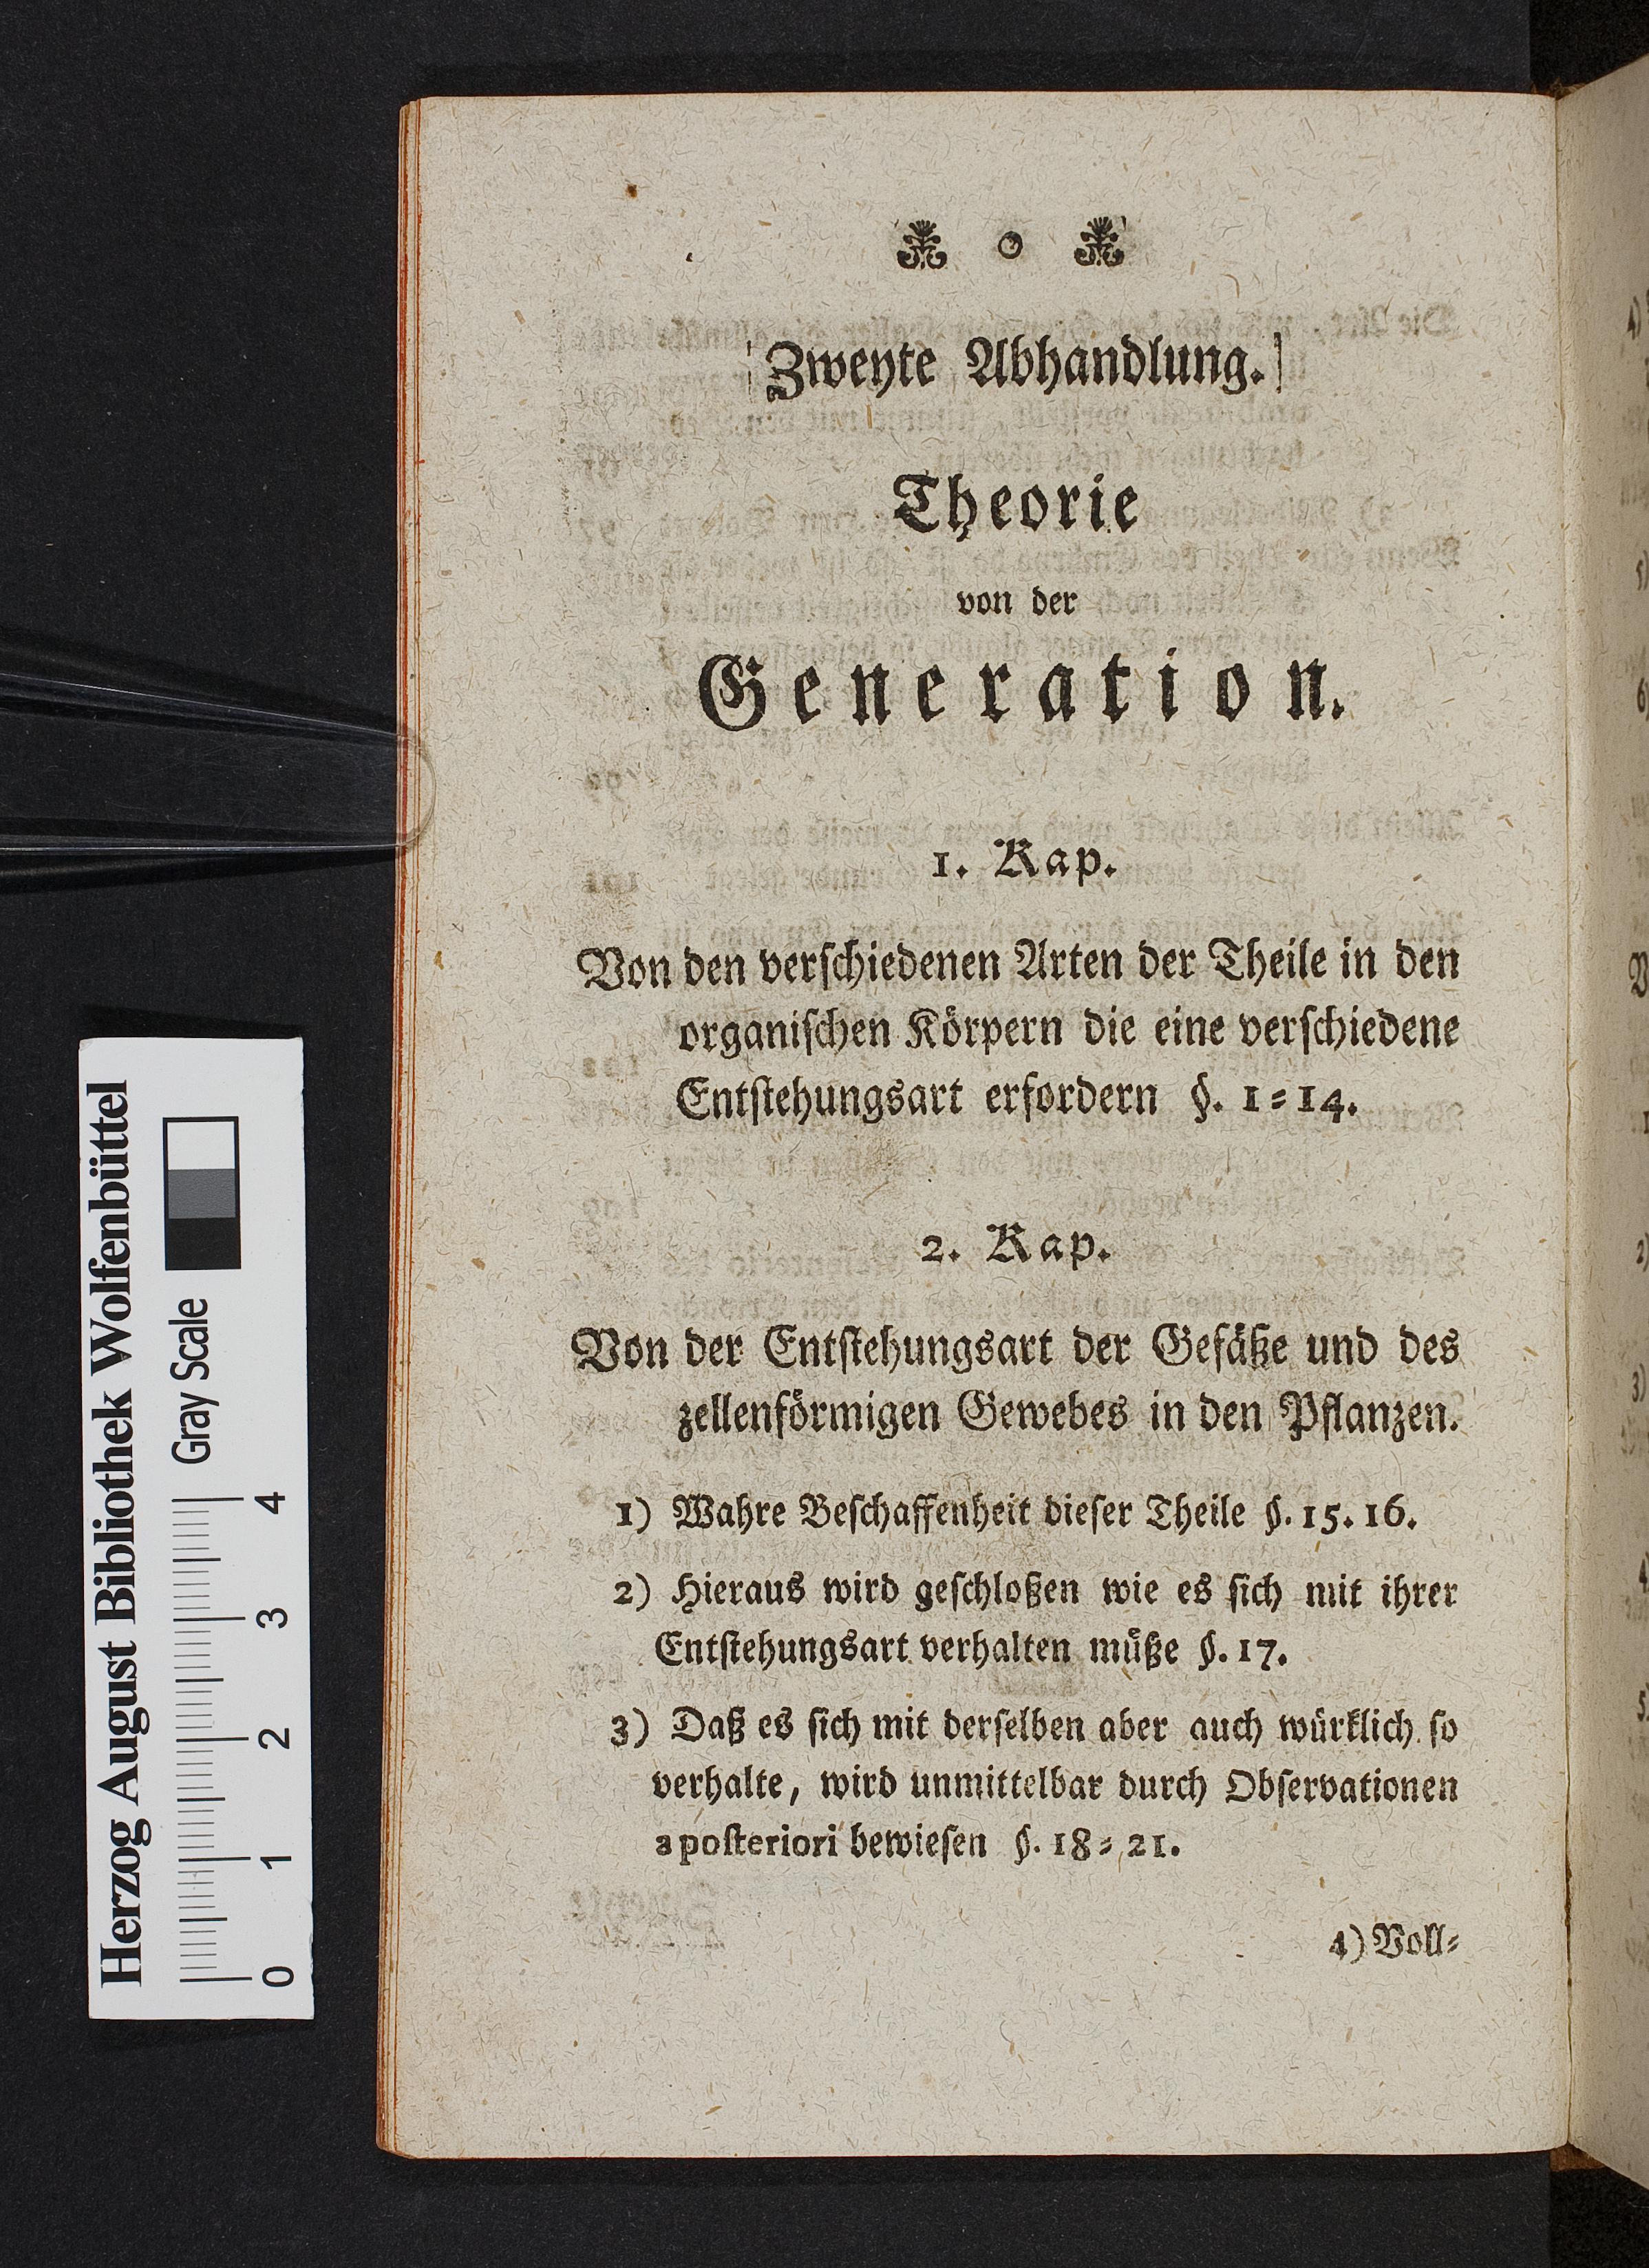 Zweyte Abhandlung.
Theorie
von der
Generation.
1. Kap.
Von den verſchiedenen Arten der Theile in den
organiſchen Körpern die eine verſchiedene
Entſtehungsart erfordern §. 1⸗14.
2. Kap.
Von der Entſtehungsart der Gefäße und des
zellenförmigen Gewebes in den Pflanzen.
1) Wahre Beſchaffenheit dieſer Theile §. 15. 16.
2) Hieraus wird geſchloßen wie es ſich mit ihrer
Entſtehungsart verhalten müße §. 17.
3) Daß es ſich mit derſelben aber auch würklich ſo
verhalte, wird unmittelbar durch Obſervationen
a poſteriori bewieſen §. 18⸗21.
4) Voll⸗
Herzog August Bibliothek Wolfenbüttel
Gray Scale
0 1 2 3 4